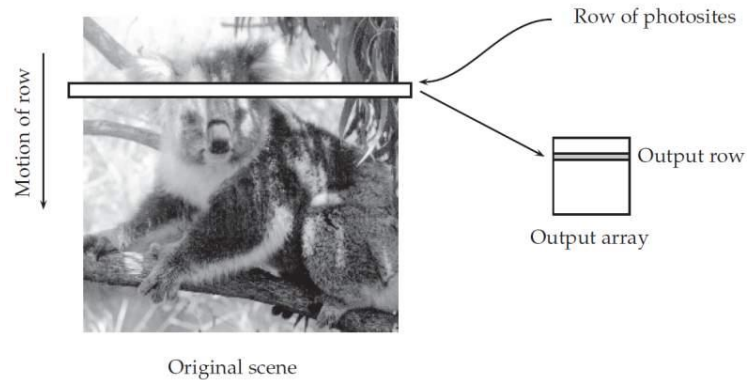 Row of photosites
Motion of row
Output row
Output array
Original scene